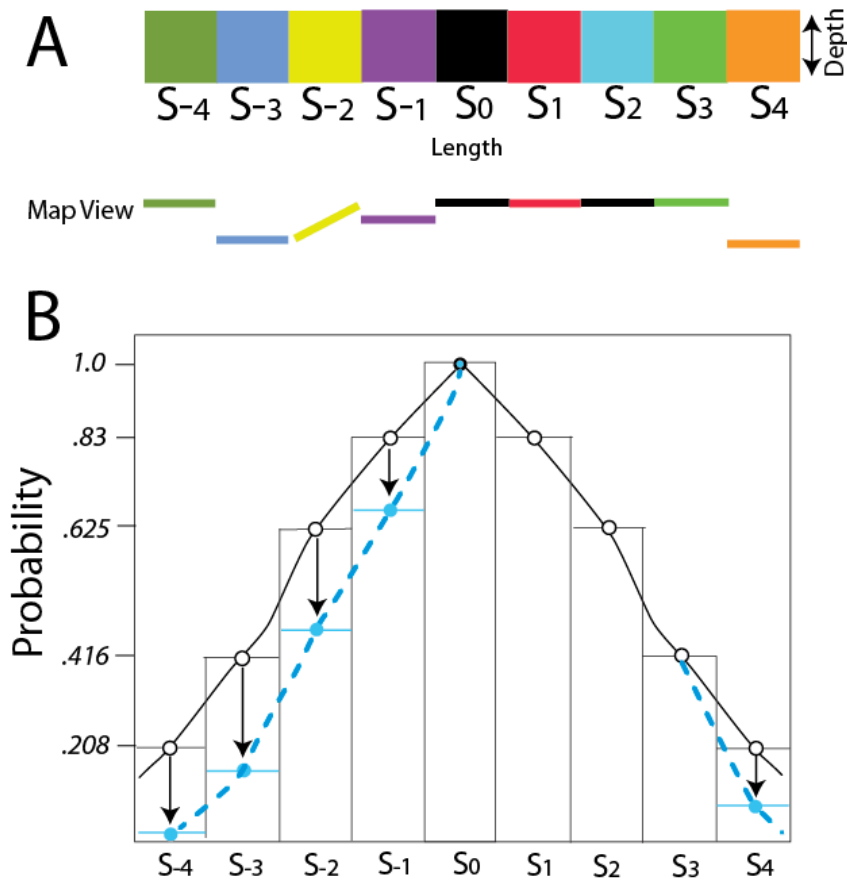 A
Depth
S-4 S-3 S-2 S-1 S0 S1 S2 S3 S4
Length
Map View
B
Probability
1.0
.83
.625
.416
.208
S-4 S-3 S-2 S-1 S0 S1 S2 S3 S4